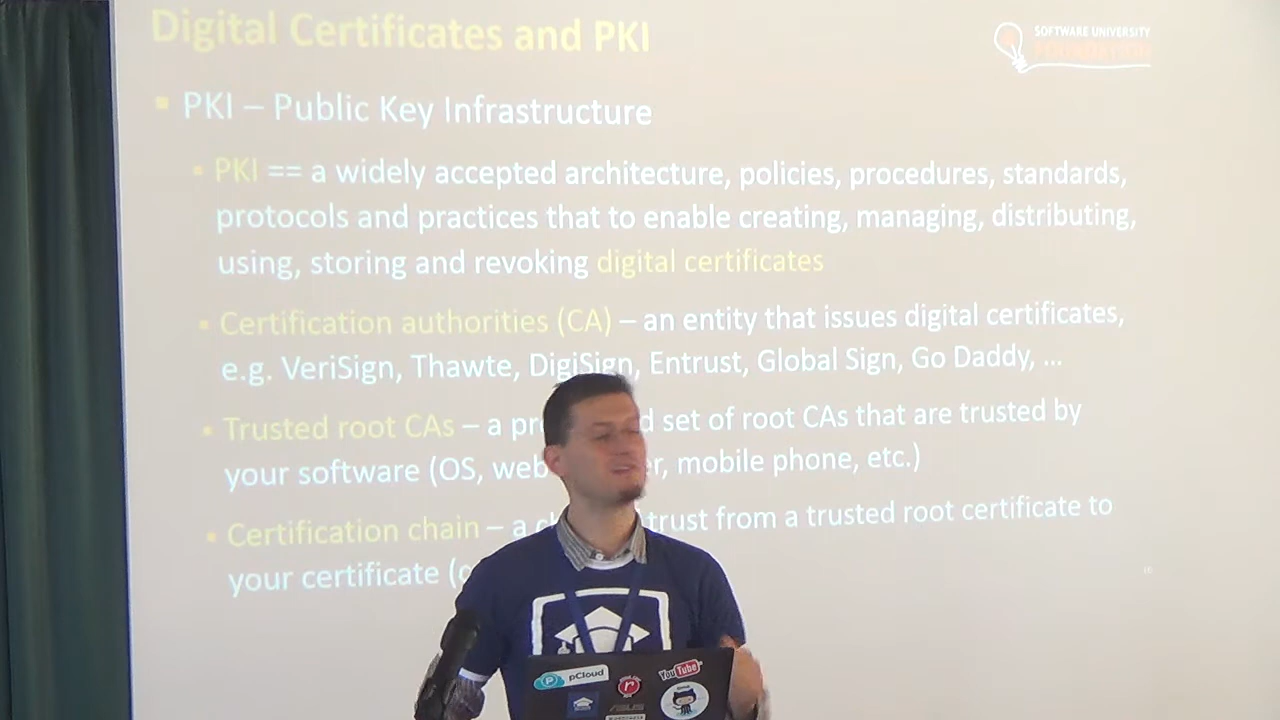 Digital Certificates and PKI
SOFTWARE UNIVERSITY
FOUNDATION
PKI – Public Key Infrastructure
PKI == a widely accepted architecture, policies, procedures, standards,
protocols and practices that to enable creating, managing, distributing,
using, storing and revoking digital certificates
Certification authorities (CA) – an entity that issues digital certificates,
e.g. VeriSign, Thawte, DigiSign, Entrust, Global Sign, Go Daddy, ...
Trusted root CAs – a set of root CAs that are trusted by
your software (OS, web mobile phone, etc.)
Certification chain – a trust from a trusted root certificate to
your certificate
pCloud
YouTube
ASUS